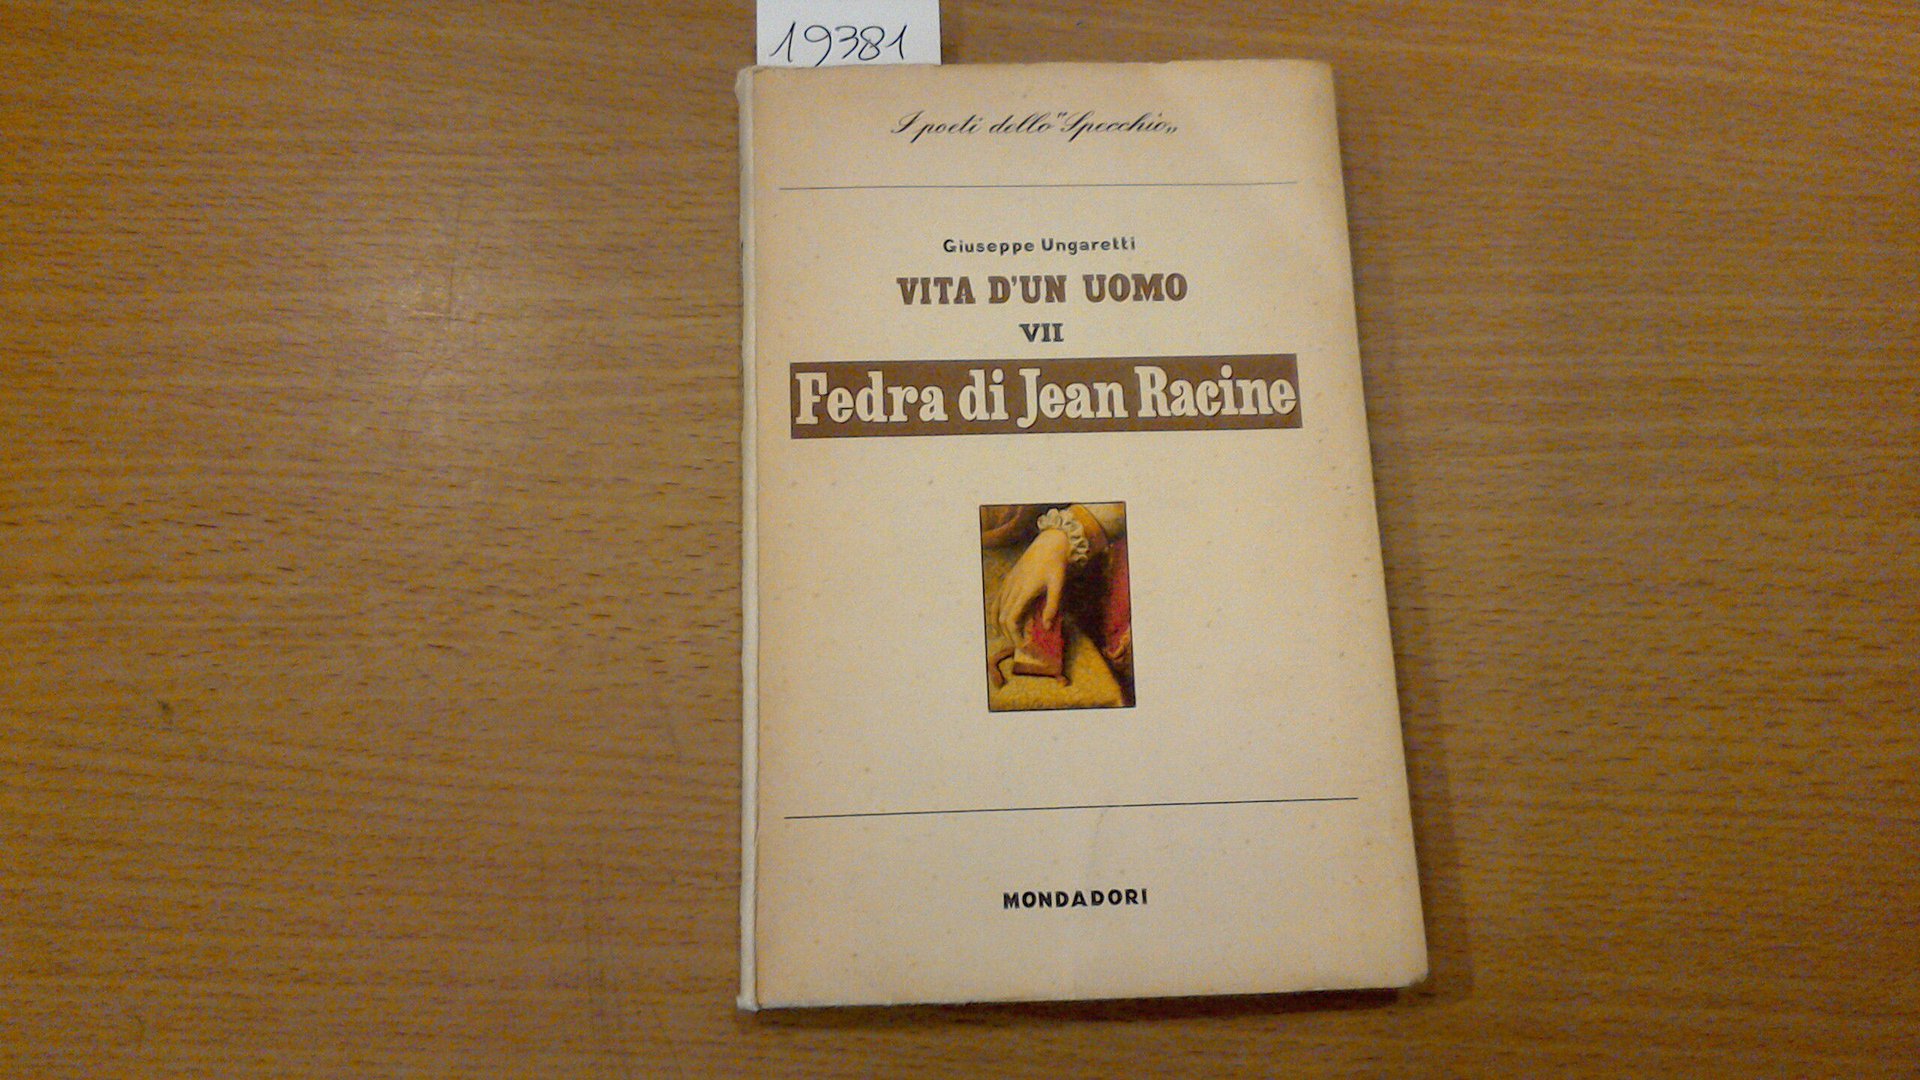 19381
I poeti dello "Specchio„
Giuseppe Ungaretti
VITA D'UN UOMO
VII
Fedra di Jean Racine
MONDADORI